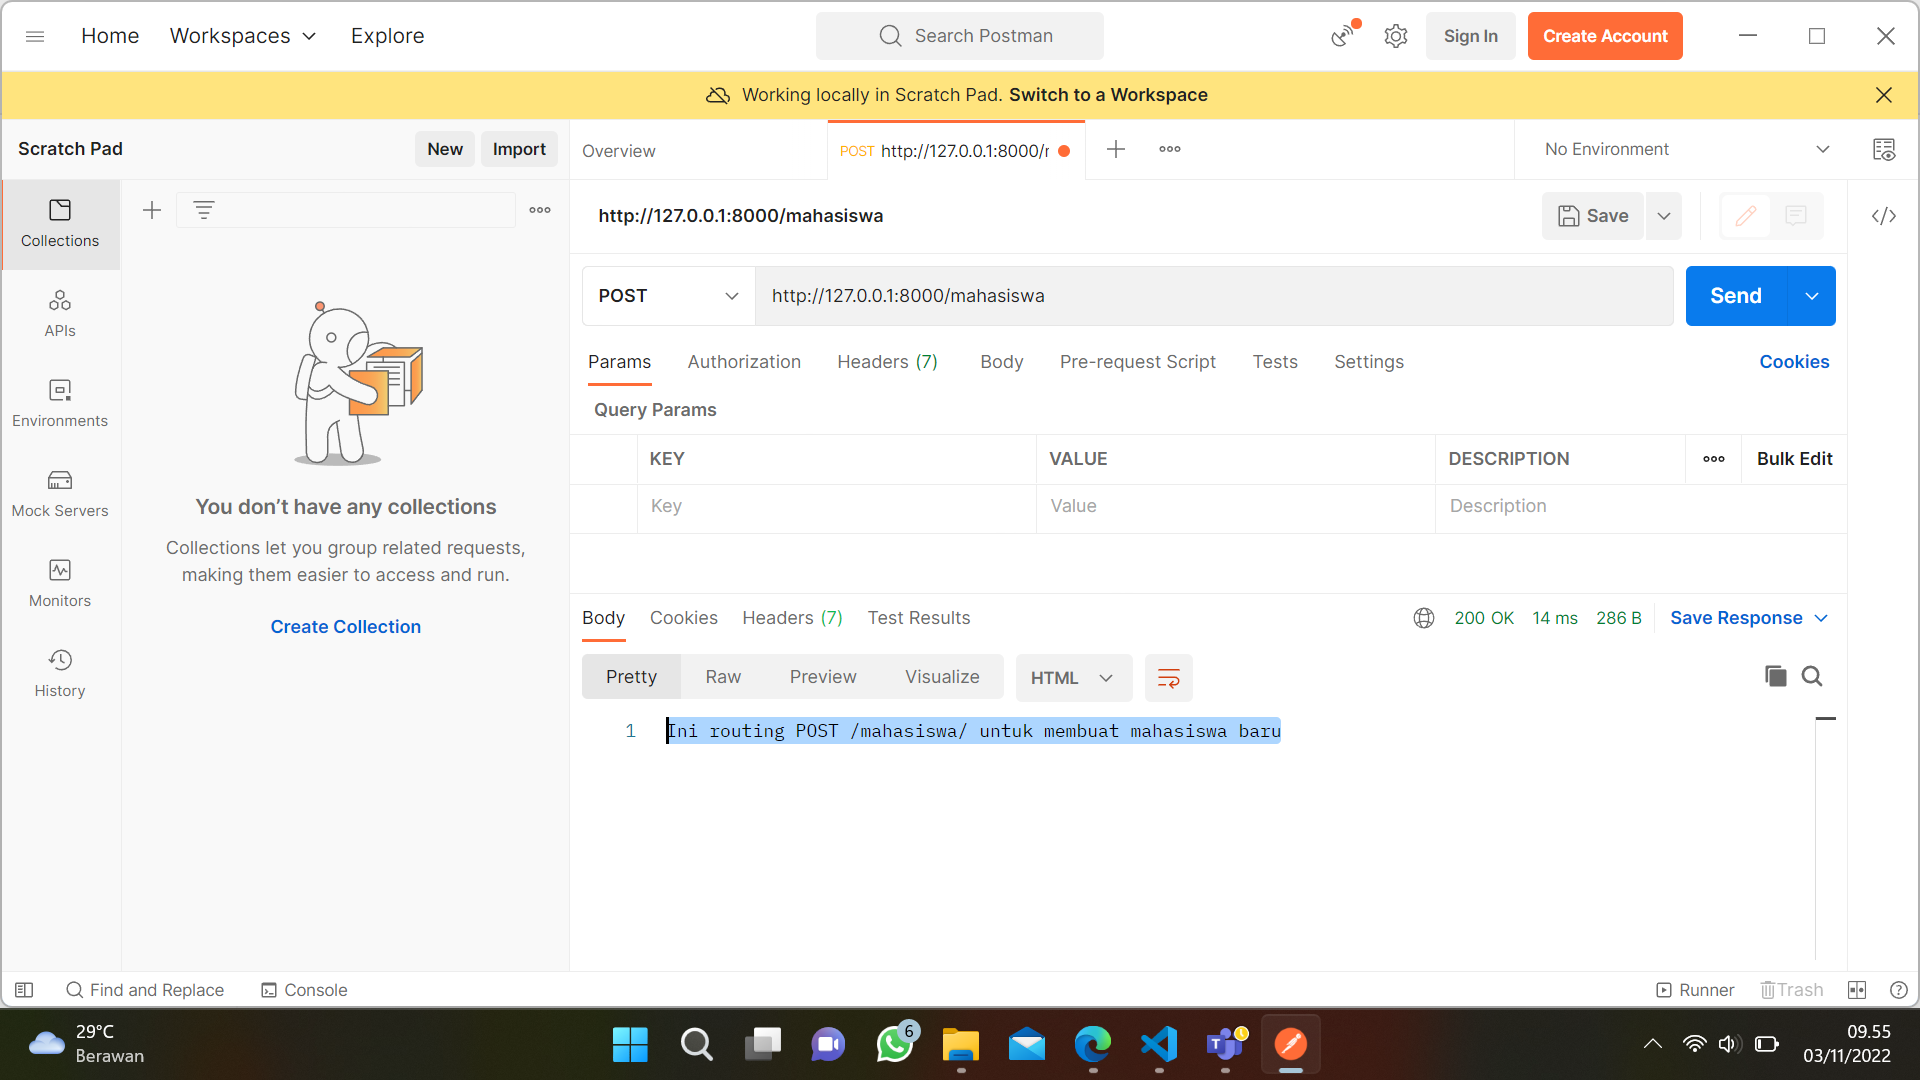 Home Workspaces Explore Search Postman Sign In Create Account
Working locally in Scratch Pad. Switch to a Workspace
Scratch Pad New Import Overview POST http://127.0.0.1:8000/ No Environment
Collections
APIs
Environments
Mock Servers
Monitors
History
You don’t have any collections
Collections let you group related requests,
making them easier to access and run.
Create Collection
http://127.0.0.1:8000/mahasiswa Save
POST http://127.0.0.1:8000/mahasiswa Send
Params Authorization Headers (7) Body Pre-request Script Tests Settings Cookies
Query Params
KEY VALUE DESCRIPTION Bulk Edit
Key Value Description
Body Cookies Headers (7) Test Results 200 OK 14 ms 286 B Save Response
Pretty Raw Preview Visualize HTML
1 Ini routing POST /mahasiswa/ untuk membuat mahasiswa baru
Find and Replace Console Runner Trash
29°C
Berawan
6
09.55
03/11/2022